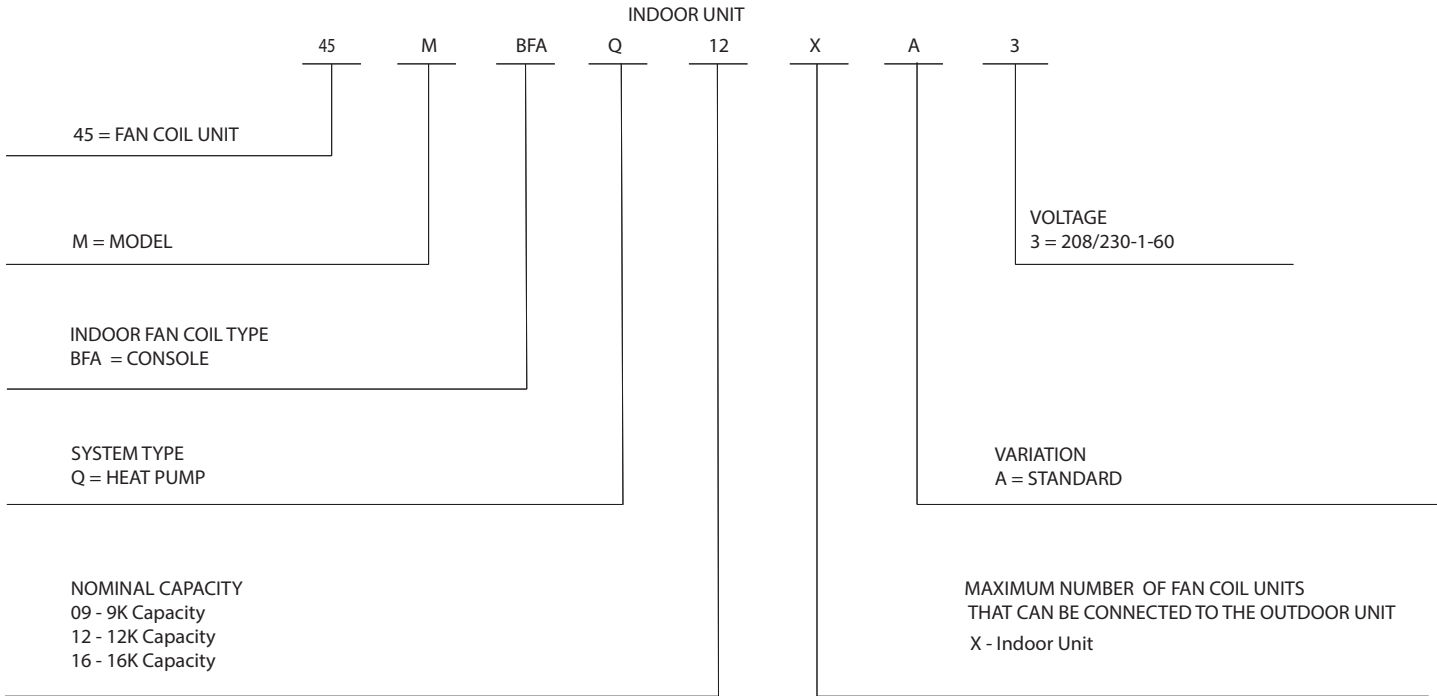 INDOOR UNIT
45 M BFA Q 12 X A 3
45 = FAN COIL UNIT
M = MODEL
VOLTAGE
3 = 208/230-1-60
INDOOR FAN COIL TYPE
BFA = CONSOLE
SYSTEM TYPE
Q = HEAT PUMP
VARIATION
A = STANDARD
NOMINAL CAPACITY
09 - 9K Capacity
12 - 12K Capacity
16 - 16K Capacity
MAXIMUM NUMBER OF FAN COIL UNITS
THAT CAN BE CONNECTED TO THE OUTDOOR UNIT
X - Indoor Unit